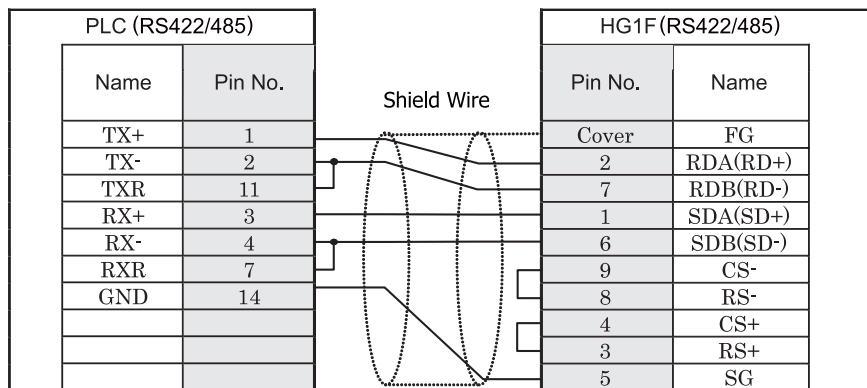 PLC (RS422/485) HG1F(RS422/485)
Name Pin No. Shield Wire Pin No. Name
TX+ 1 Cover FG
TX- 2 2 RDA(RD+)
TXR 11 7 RDB(RD-)
RX+ 3 1 SDA(SD+)
RX- 4 6 SDB(SD-)
RXR 7 9 CS-
GND 14 8 RS-
4 CS+
3 RS+
5 SG